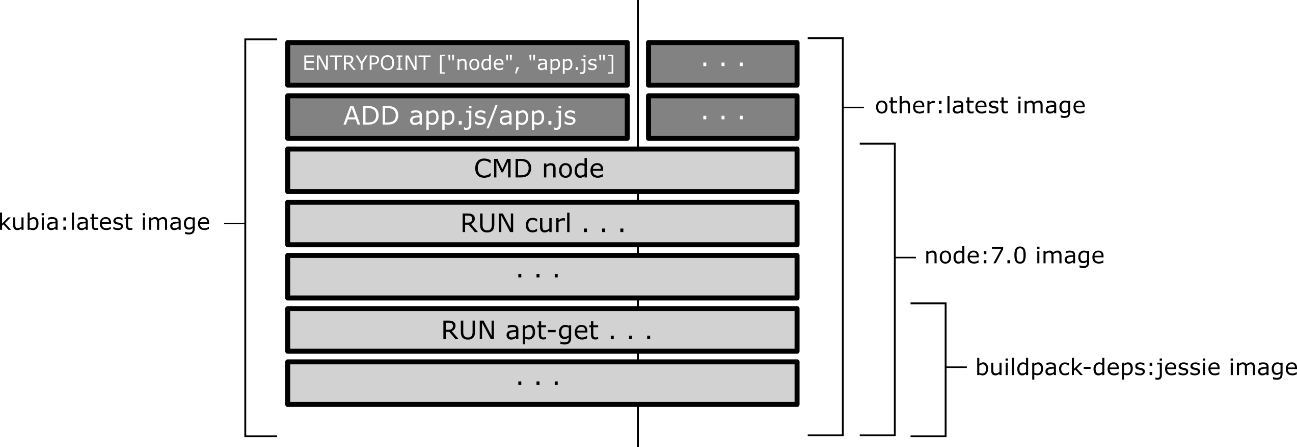 ENTRYPOINT ["node", "app.js"]
. . .
ADD app.js/app.js
. . .
other:latest image
CMD node
kubia:latest image
RUN curl . . .
node:7.0 image
. . .
RUN apt-get . . .
buildpack-deps:jessie image
. . .